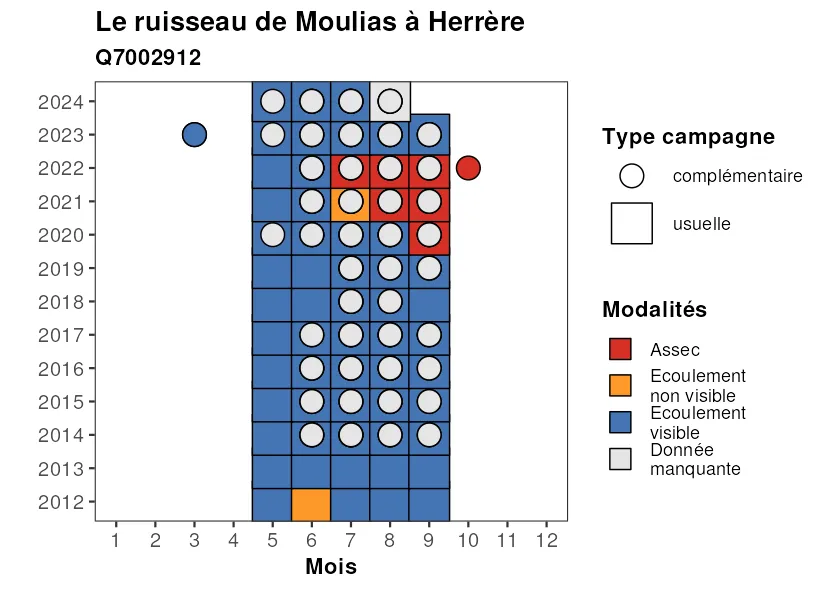 Le ruisseau de Moulias à Herrère
Q7002912
2024
2023
2022
2021
2020
2019
2018
2017
2016
2015
2014
2013
2012
1 2 3 4 5 6 7 8 9 10 11 12
Mois
Type campagne
complémentaire
usuelle
Modalités
Assec
Ecoulement
non visible
Ecoulement
visible
Donnée
manquante